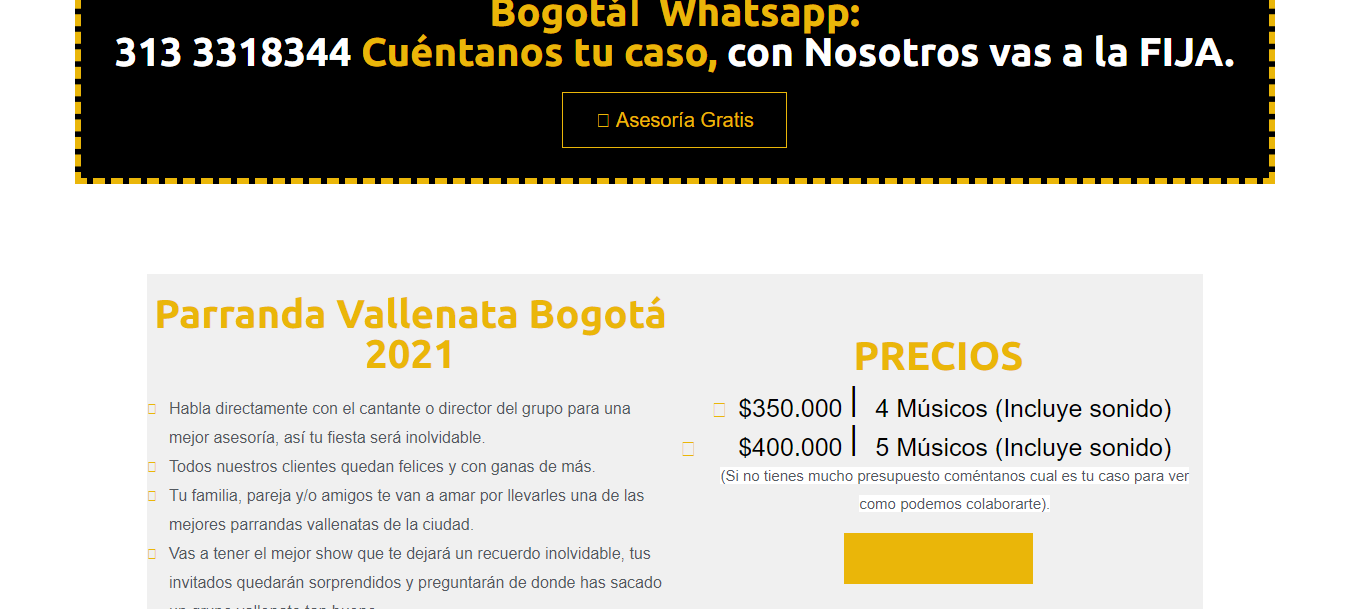 Bogotá! Whatsapp:
313 3318344 Cuéntanos tu caso, con Nosotros vas a la FIJA.
Asesoría Gratis
Parranda Vallenata Bogotá
2021
Habla directamente con el cantante o director del grupo para una
mejor asesoría, así tu fiesta será inolvidable.
Todos nuestros clientes quedan felices y con ganas de más.
Tu familia, pareja y/o amigos te van a amar por llevarles una de las
mejores parrandas vallenatas de la ciudad.
Vas a tener el mejor show que te dejará un recuerdo inolvidable, tus
invitados quedarán sorprendidos y preguntarán de donde has sacado
un grupo vallenato tan bueno.
PRECIOS
$350.000 | 4 Músicos (Incluye sonido)
$400.000 | 5 Músicos (Incluye sonido)
(Si no tienes mucho presupuesto coméntanos cual es tu caso para ver
como podemos colaborarte).